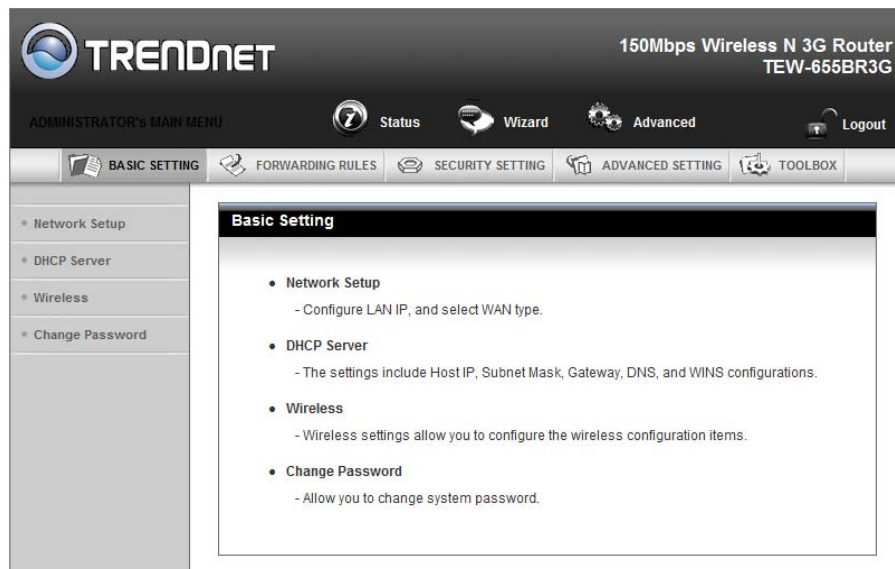 TRENDNET
150Mbps Wireless N 3G Router
TEW-655BR3G
ADMINISTRATOR's MAIN MENU
Status
Wizard
Advanced
Logout
BASIC SETTING
FORWARDING RULES
SECURITY SETTING
ADVANCED SETTING
TOOLBOX
Network Setup
DHCP Server
Wireless
Change Password
Basic Setting
Network Setup
- Configure LAN IP, and select WAN type.
DHCP Server
- The settings include Host IP, Subnet Mask, Gateway, DNS, and WINS configurations.
Wireless
- Wireless settings allow you to configure the wireless configuration items.
Change Password
- Allow you to change system password.